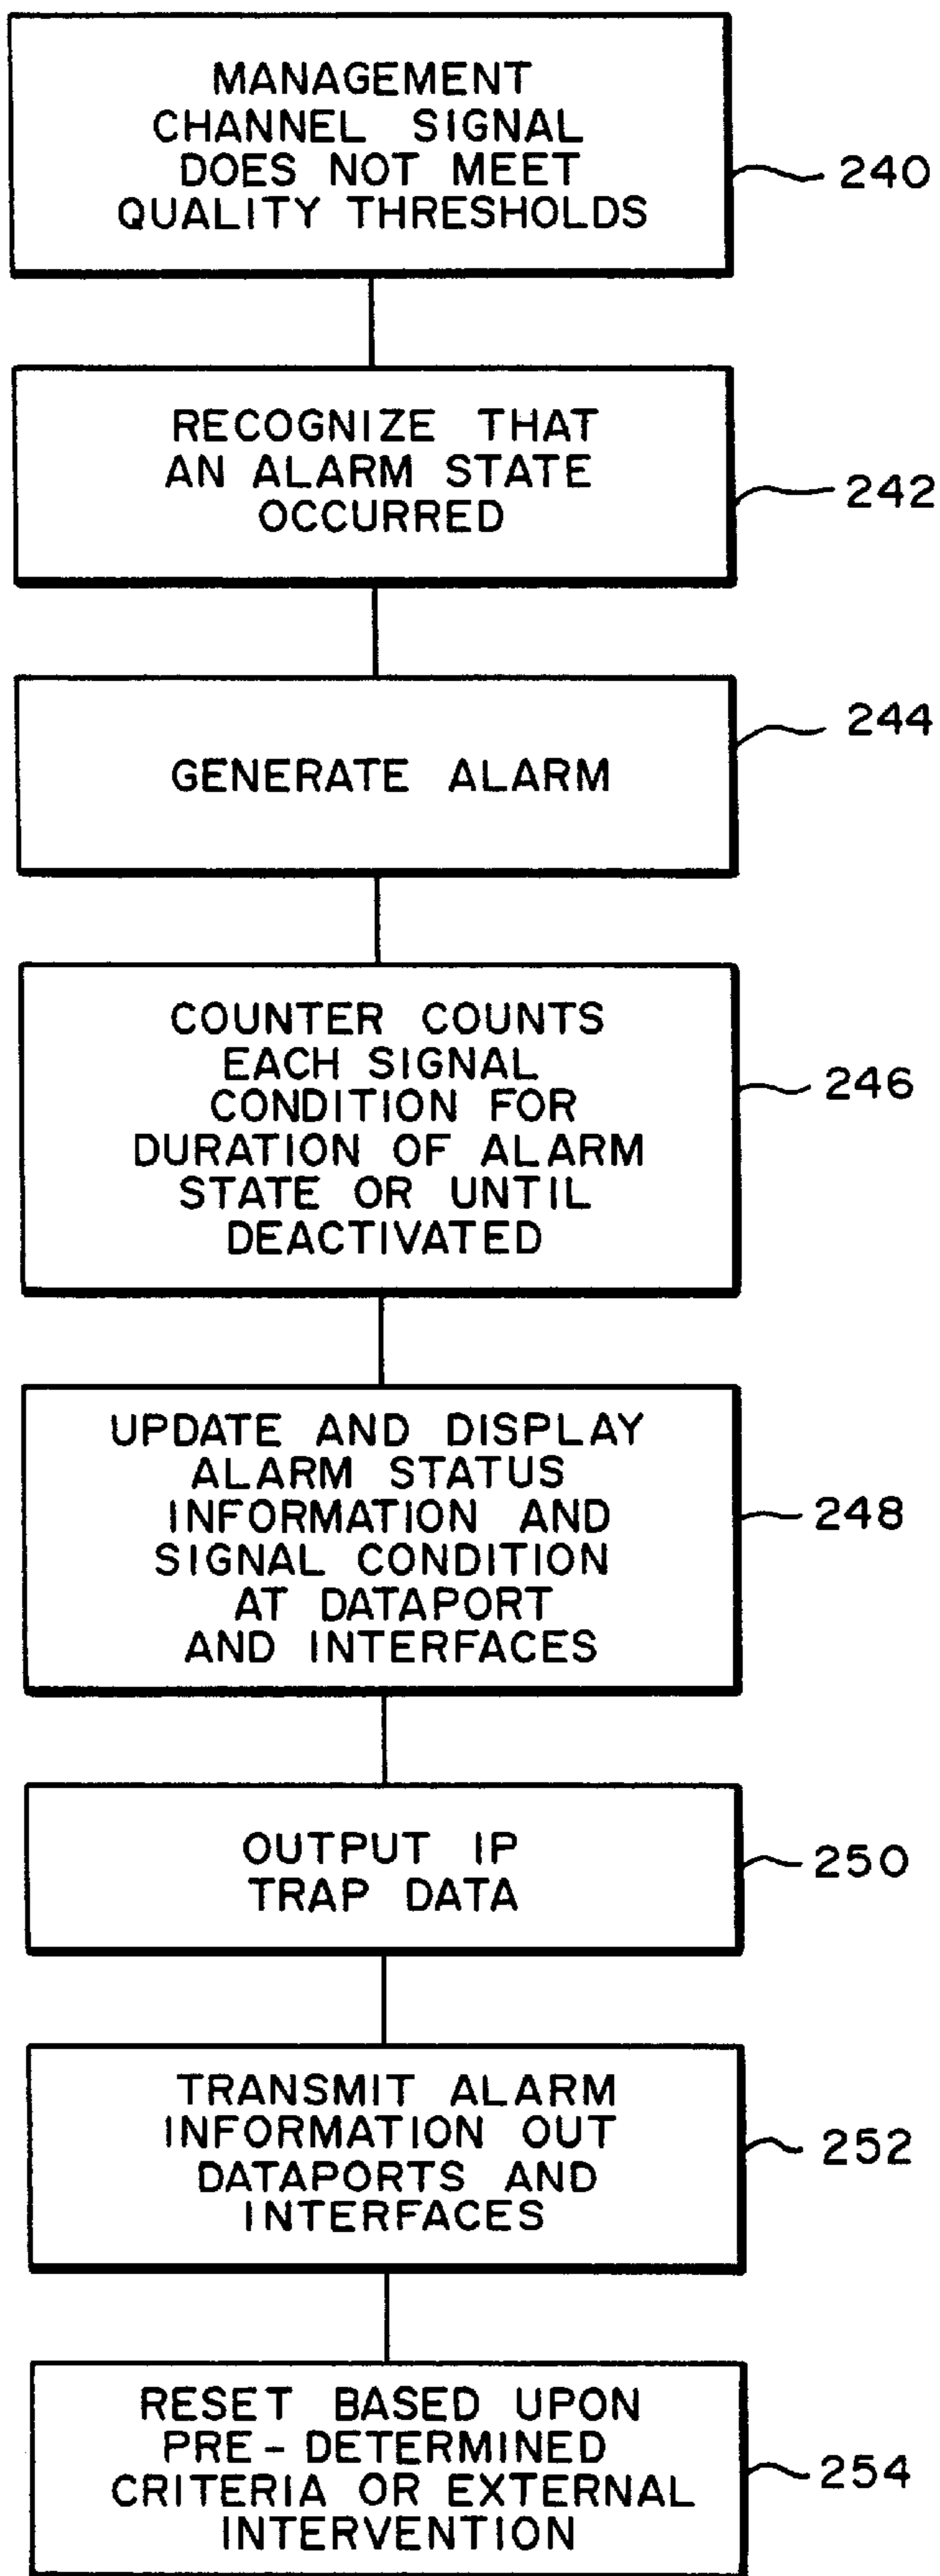 MANAGEMENT
CHANNEL SIGNAL
DOES NOT MEET
QUALITY THRESHOLDS
240
RECOGNIZE THAT
AN ALARM STATE
OCCURRED
242
GENERATE ALARM
244
COUNTER COUNTS
EACH SIGNAL
CONDITION FOR
DURATION OF ALARM
STATE OR UNTIL
DEACTIVATED
246
UPDATE AND DISPLAY
ALARM STATUS
INFORMATION AND
SIGNAL CONDITION
AT DATAPORT
AND INTERFACES
248
OUTPUT IP
TRAP DATA
250
TRANSMIT ALARM
INFORMATION OUT
DATAPORTS AND
INTERFACES
252
RESET BASED UPON
PRE-DETERMINED
CRITERIA OR EXTERNAL
INTERVENTION
254